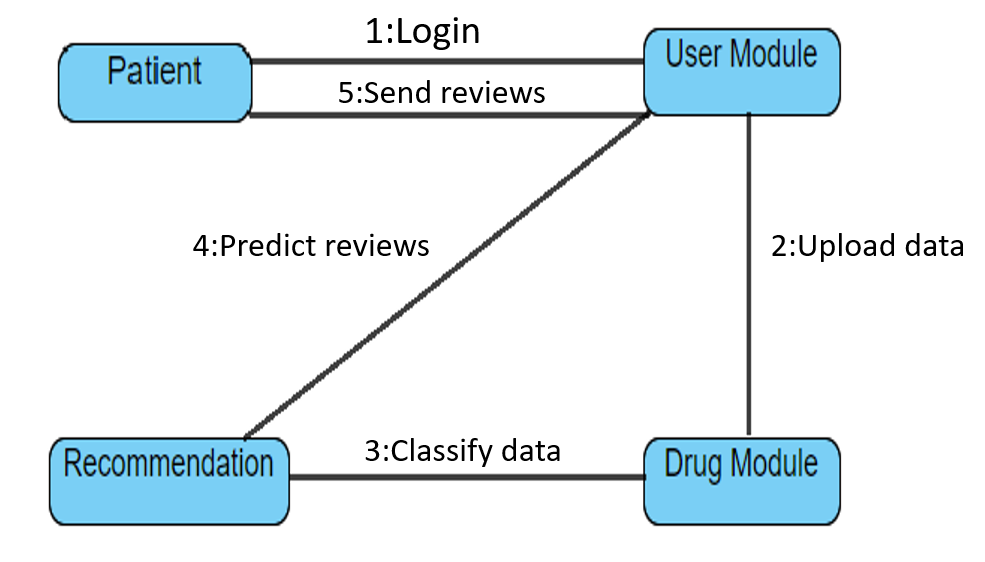 1:Login
Patient
User Module
5:Send reviews
4:Predict reviews
2:Upload data
3:Classify data
Recommendation
Drug Module